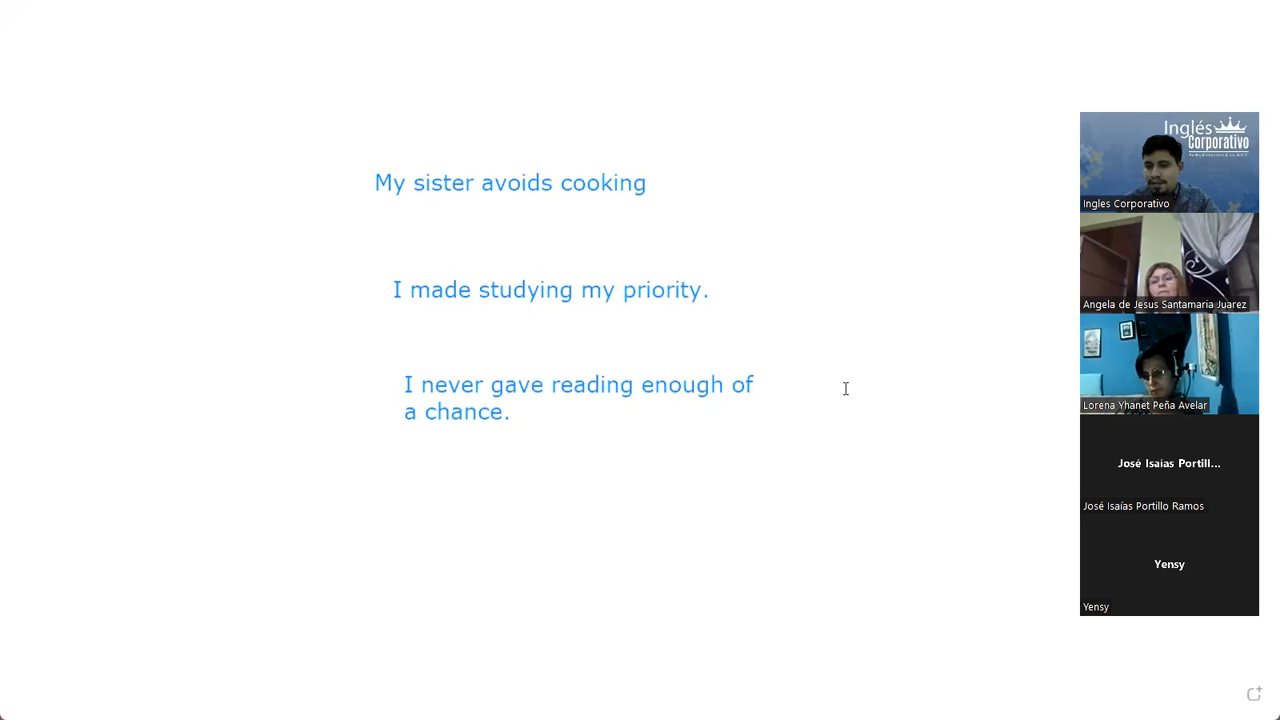 My sister avoids cooking
I made studying my priority.
I never gave reading enough of
a chance.
Inglés
Corporativo
Ingles Corporativo
Angela de Jesus Santamaria Juarez
Lorena Yhanet Peña Avelar
José Isaías Portill...
José Isaías Portillo Ramos
Yensy
Yensy